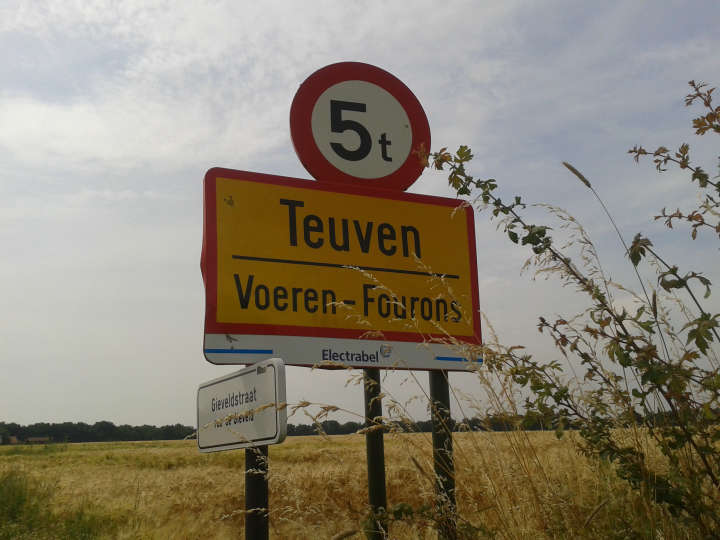 5t
Teuven
Voeren-Fourons
Electrabel
Gieveldstraat